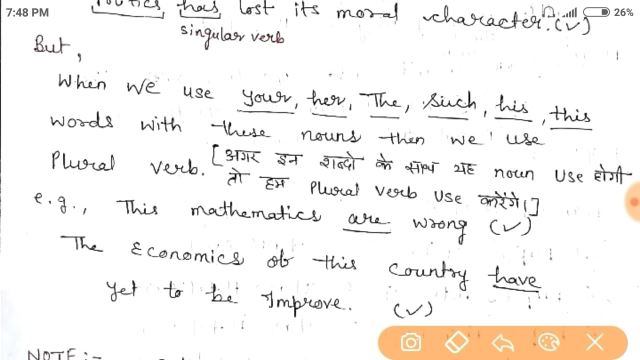 7:48 PM 26%
Politics has lost its moral character. (✓)
singular verb
But,
When we use your, her, The, such, his, this
words with these nouns then we use
Plural verb. [अगर इन शब्दो के साथ यह noun use होगी
तो हम Plural verb use करेंगे।]
e.g., This mathematics are wrong (✓)
The Economics of this country have
yet to be Improve. (✓)
NOTE:-